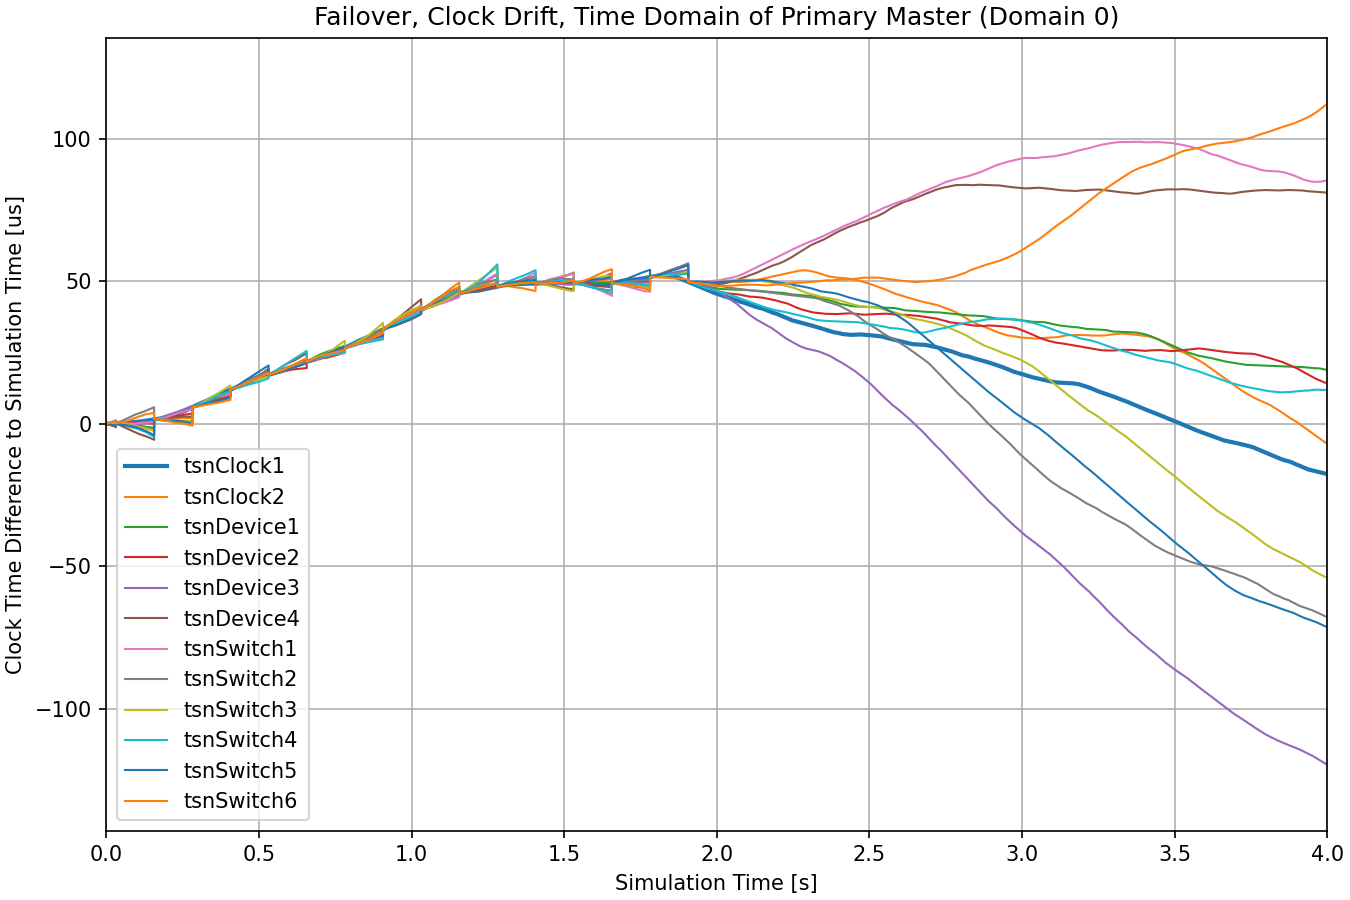 Failover, Clock Drift, Time Domain of Primary Master (Domain 0)
Clock Time Difference to Simulation Time [us]
100
50
0
−50
−100
tsnClock1
tsnClock2
tsnDevice1
tsnDevice2
tsnDevice3
tsnDevice4
tsnSwitch1
tsnSwitch2
tsnSwitch3
tsnSwitch4
tsnSwitch5
tsnSwitch6
0.0 0.5 1.0 1.5 2.0 2.5 3.0 3.5 4.0
Simulation Time [s]